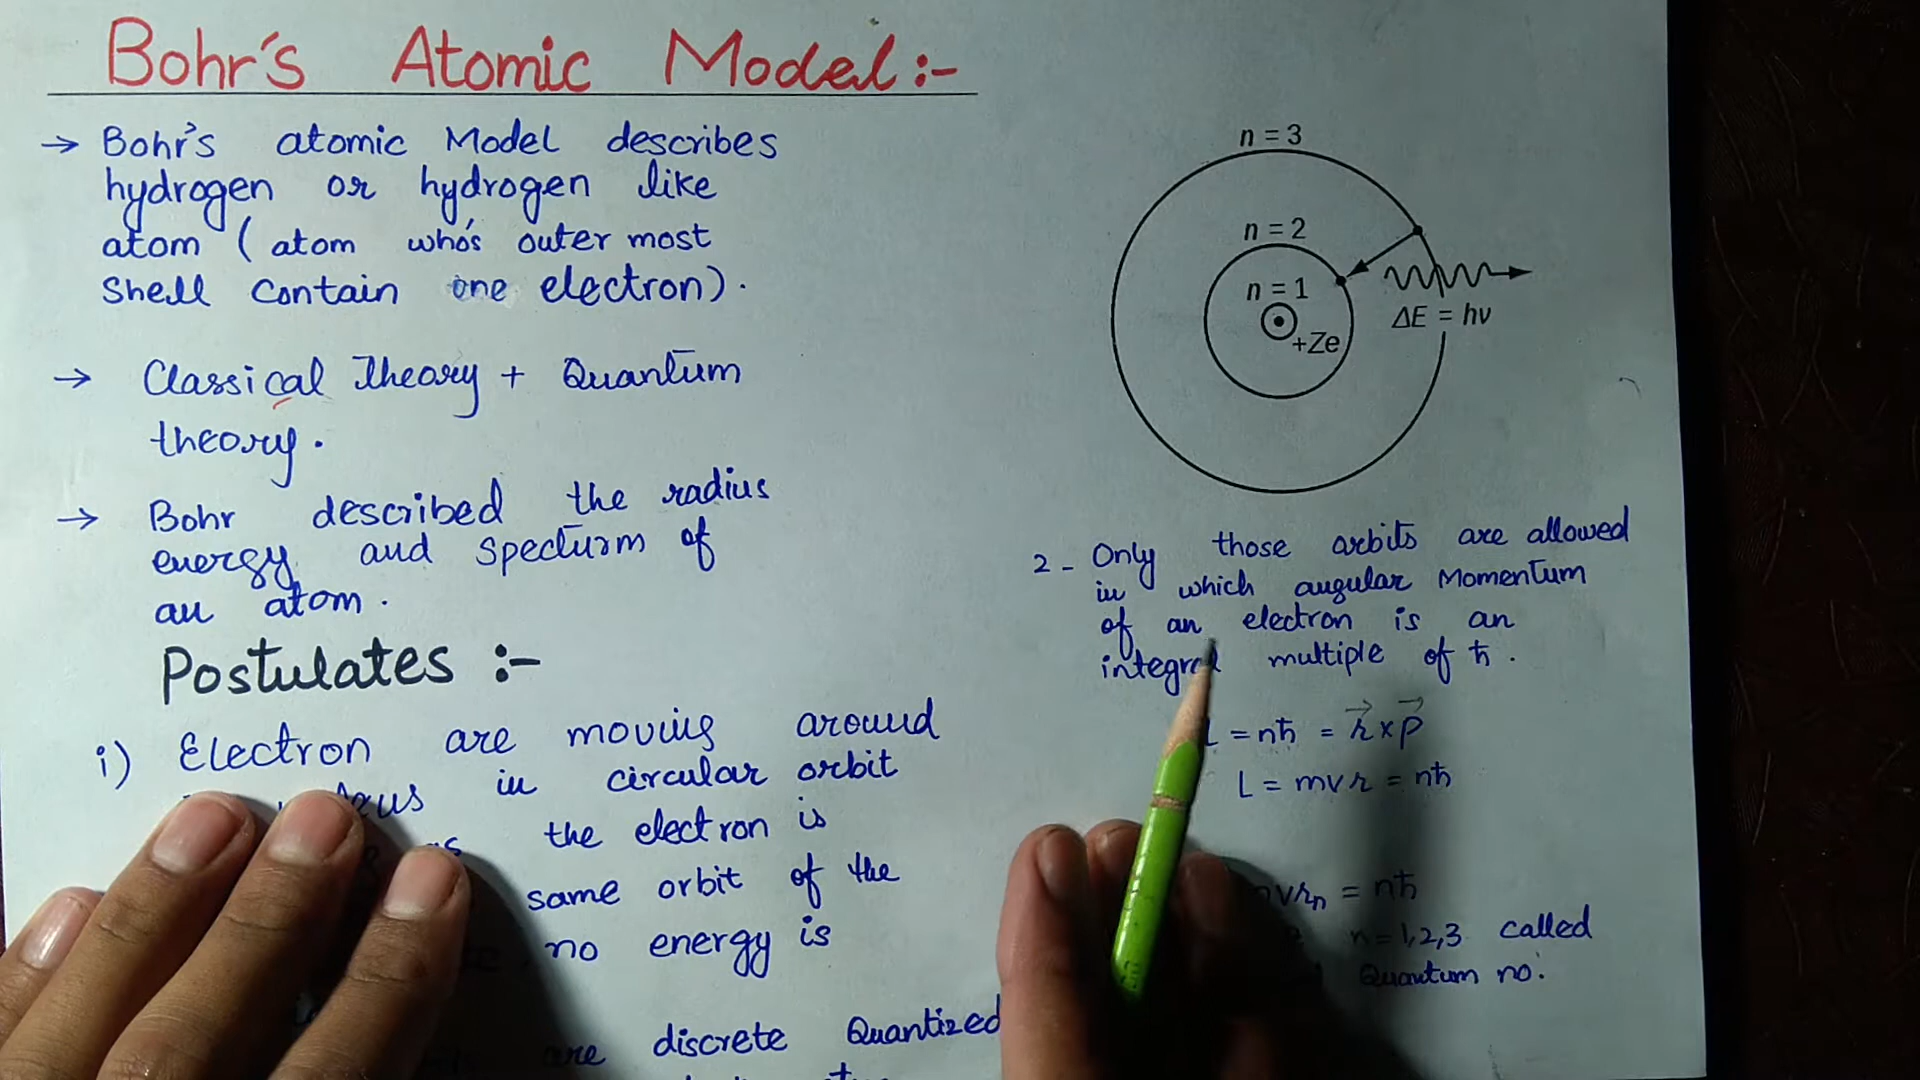 Bohr's Atomic Model :-
→ Bohr's atomic Model describes
hydrogen or hydrogen like
atom ( atom who's outer most
shell contain one electron).
→ Classical Theory + Quantum
theory.
→ Bohr described the radius
energy and specturm of
an atom.
Postulates :-
i) Electron are moving around
in circular orbit
the electron is
same orbit of the
no energy is
are discrete Quantized
n = 3
n = 2
n = 1
+Ze
ΔE = hν
2 - Only those orbits are allowed
in which angular Momentum
of an electron is an
integral multiple of ħ.
L = nħ = r⃗ × p⃗
L = mvr = nħ
vrₙ = nħ
n = 1,2,3 called
Quantum no.